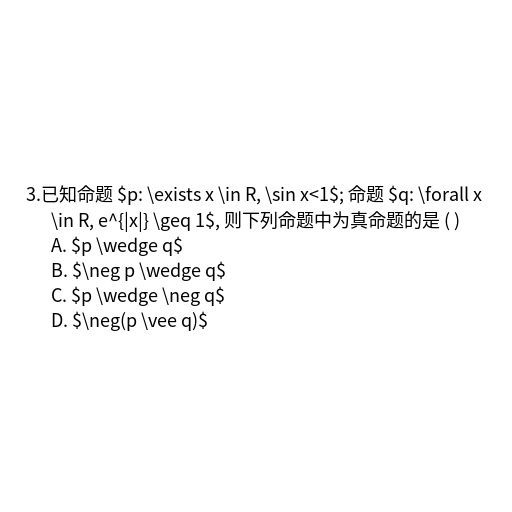 3.已知命题 $p: \exists x \in R, \sin x<1$; 命题 $q: \forall x
\in R, e^{|x|} \geq 1$, 则下列命题中为真命题的是 ( )
A. $p \wedge q$
B. $\neg p \wedge q$
C. $p \wedge \neg q$
D. $\neg(p \vee q)$